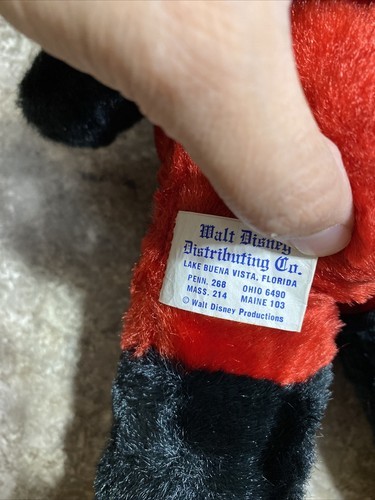 Walt Disney
Distributing Co.
LAKE BUENA VISTA, FLORIDA
PENN. 268 OHIO 6490
MASS. 214 MAINE 103
© Walt Disney Productions